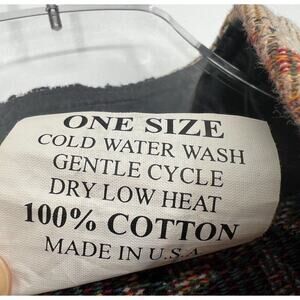 ONE SIZE
COLD WATER WASH
GENTLE CYCLE
DRY LOW HEAT
100% COTTON
MADE IN U.S.A